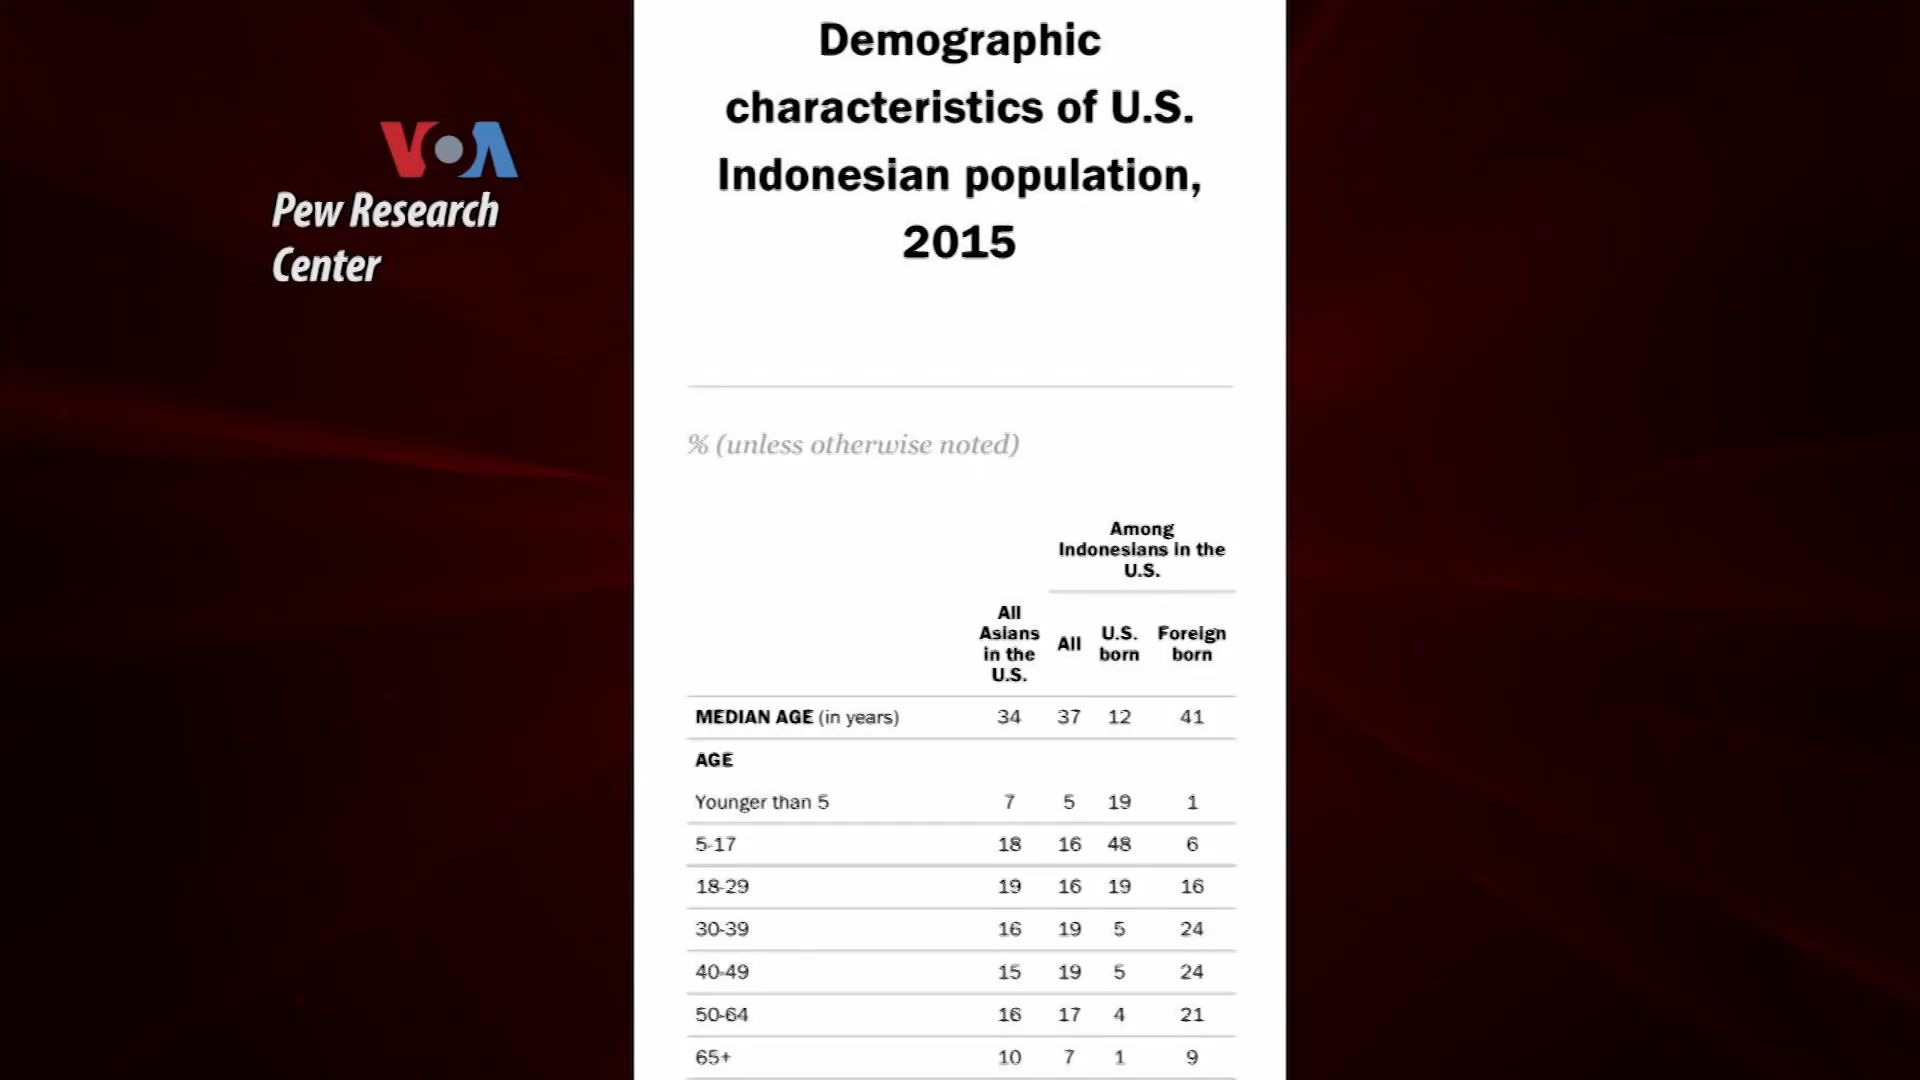 VOA
Pew Research
Center
Demographic
characteristics of U.S.
Indonesian population,
2015
% (unless otherwise noted)
Among
Indonesians in the
U.S.
All
Asians
in the
U.S.
All
U.S.
born
Foreign
born
MEDIAN AGE (in years) 34 37 12 41
AGE
Younger than 5 7 5 19 1
5-17 18 16 48 6
18-29 19 16 19 16
30-39 16 19 5 24
40-49 15 19 5 24
50-64 16 17 4 21
65+ 10 7 1 9